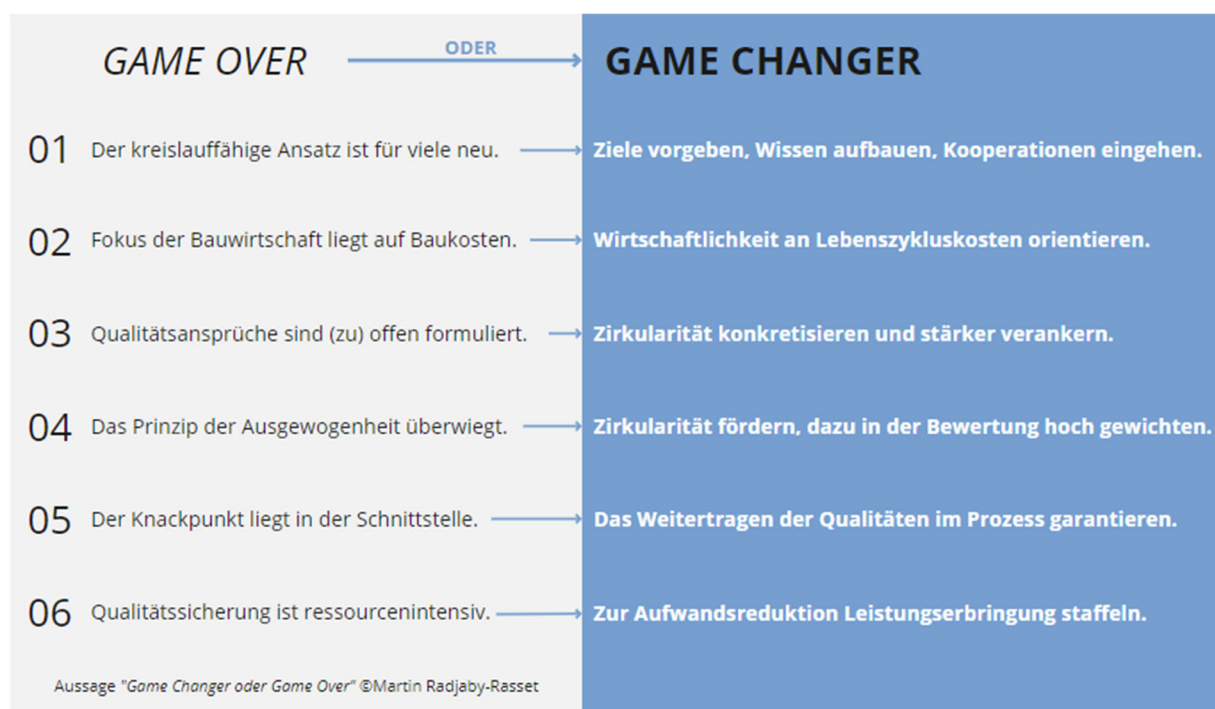 GAME OVER ODER GAME CHANGER
01 Der kreislauffähige Ansatz ist für viele neu. Ziele vorgeben, Wissen aufbauen, Kooperationen eingehen.
02 Fokus der Bauwirtschaft liegt auf Baukosten. Wirtschaftlichkeit an Lebenszykluskosten orientieren.
03 Qualitätsansprüche sind (zu) offen formuliert. Zirkularität konkretisieren und stärker verankern.
04 Das Prinzip der Ausgewogenheit überwiegt. Zirkularität fördern, dazu in der Bewertung hoch gewichten.
05 Der Knackpunkt liegt in der Schnittstelle. Das Weitertragen der Qualitäten im Prozess garantieren.
06 Qualitätssicherung ist ressourcenintensiv. Zur Aufwandsreduktion Leistungserbringung staffeln.
Aussage "Game Changer oder Game Over" ©Martin Radjaby-Rasset